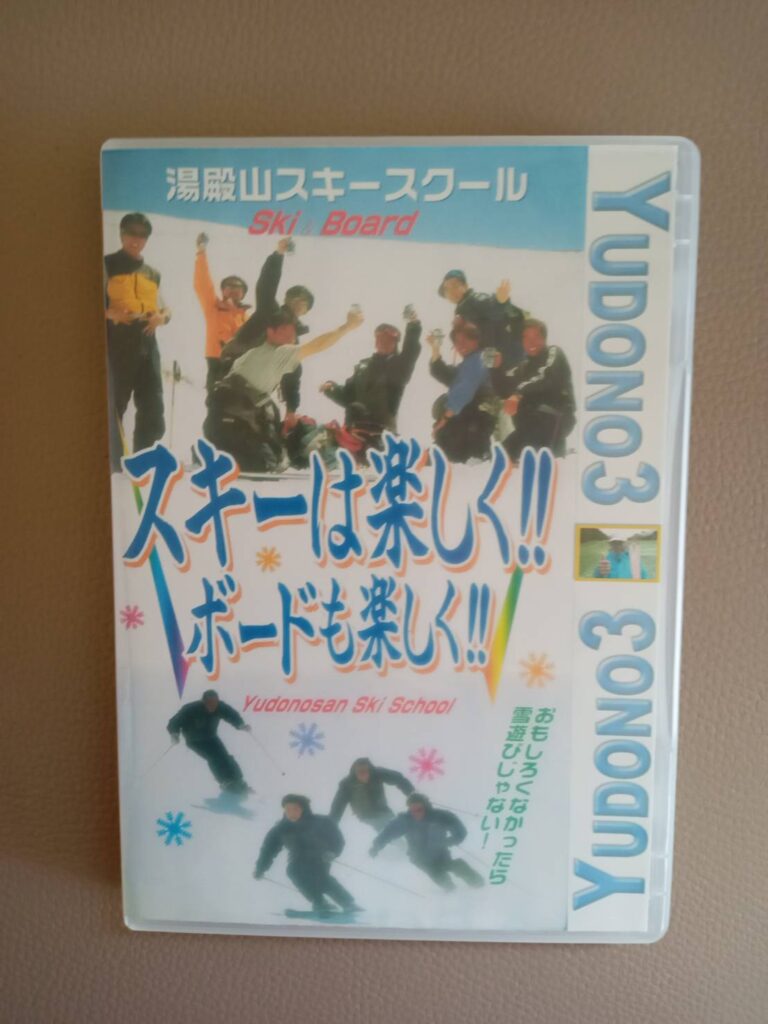 湯殿山スキースクール
Ski & Board
スキーは楽しく!!
ボードも楽しく!!
Yudonosan Ski School
おもしろくなかったら
雪遊びじゃない!
YUDONO3
YUDONO3